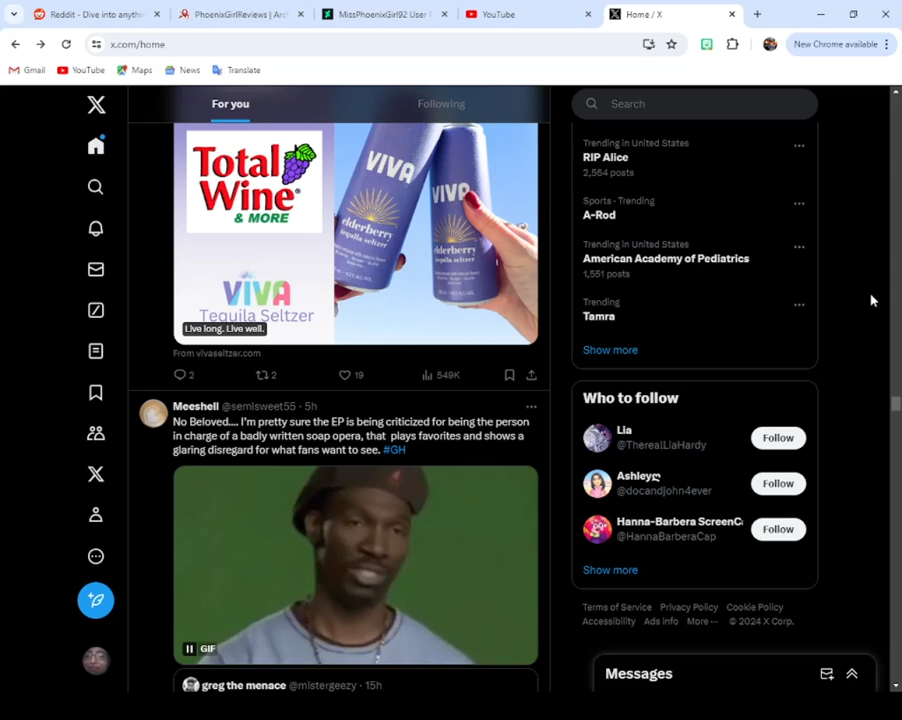 Reddit - Dive into anythin
PhoenixGirlReviews | Arc
MissPhoenixGirl92 User
YouTube
Home / X
x.com/home
New Chrome available
Gmail
YouTube
Maps
News
Translate
For you
Following
Search
Total
Wine
& MORE
VIVA
Tequila Seltzer
Live long. Live well.
VIVA
VIVA
elderberry
tequila seltzer
elderberry
tequila seltzer
From vivaseltzer.com
2
2
19
549K
Meeshell @semisweet55 · 5h
No Beloved.... I'm pretty sure the EP is being criticized for being the person
in charge of a badly written soap opera, that plays favorites and shows a
glaring disregard for what fans want to see. #GH
GIF
greg the menace @mistergeezy · 15h
Trending in United States
RIP Alice
2,564 posts
Sports · Trending
A-Rod
Trending in United States
American Academy of Pediatrics
1,551 posts
Trending
Tamra
Show more
Who to follow
Lia
@TherealLiaHardy
Follow
Ashley
@docandjohn4ever
Follow
Hanna-Barbera ScreenCa
@HannaBarberaCap
Follow
Show more
Terms of Service Privacy Policy Cookie Policy
Accessibility Ads info More ··· © 2024 X Corp.
Messages